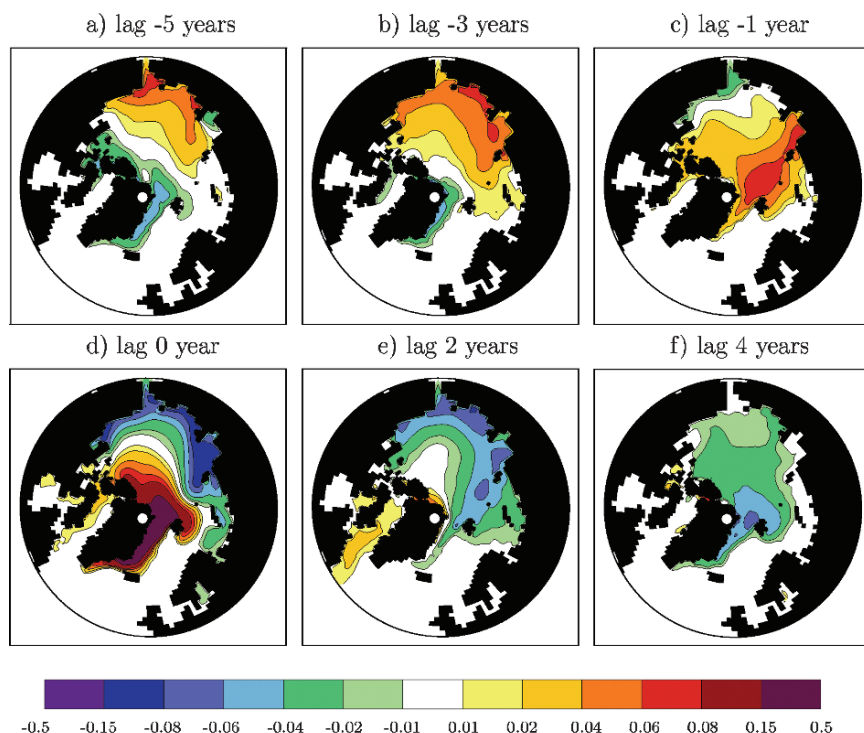 a) lag -5 years
b) lag -3 years
c) lag -1 year
d) lag 0 year
e) lag 2 years
f) lag 4 years
-0.5 -0.15 -0.08 -0.06 -0.04 -0.02 -0.01 0.01 0.02 0.04 0.06 0.08 0.15 0.5